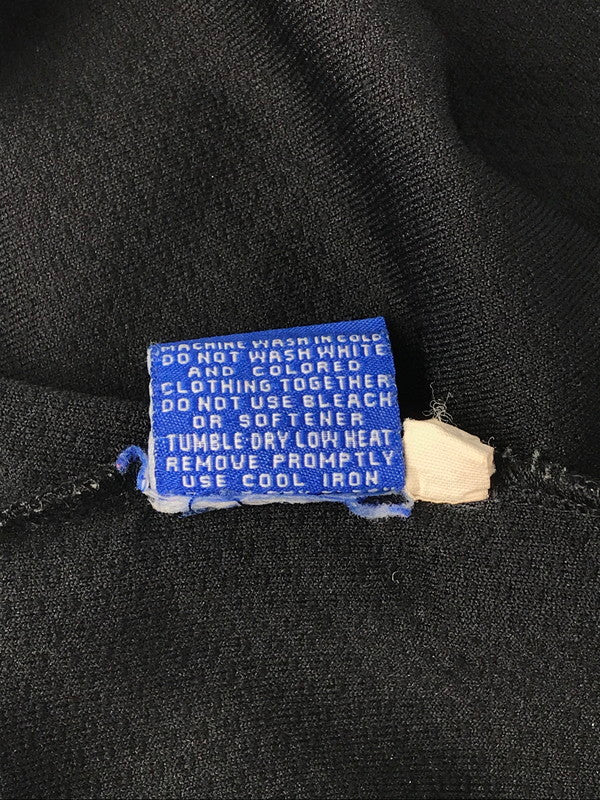 MACHINE WASH IN COLD
DO NOT WASH WHITE
AND COLORED
CLOTHING TOGETHER
DO NOT USE BLEACH
OR SOFTENER
TUMBLE DRY LOW HEAT
REMOVE PROMPTLY
USE COOL IRON